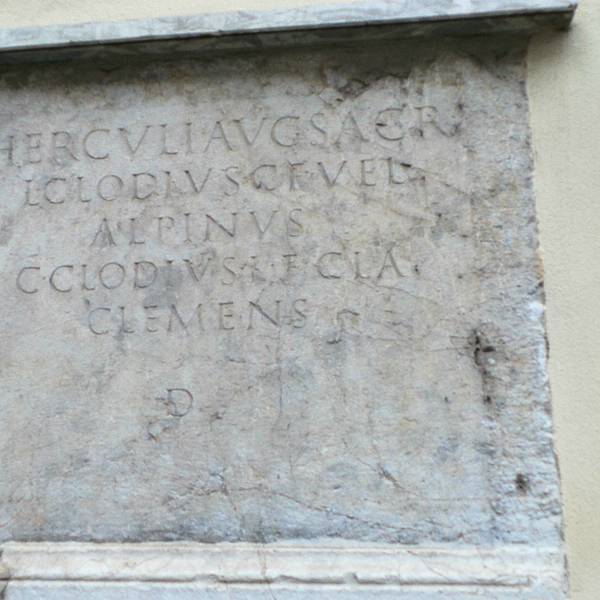 HERCVLI AVG SACR
L CLODIVS C F VEL
ALPINVS
C CLODIVS L F CLA
CLEMENS
D